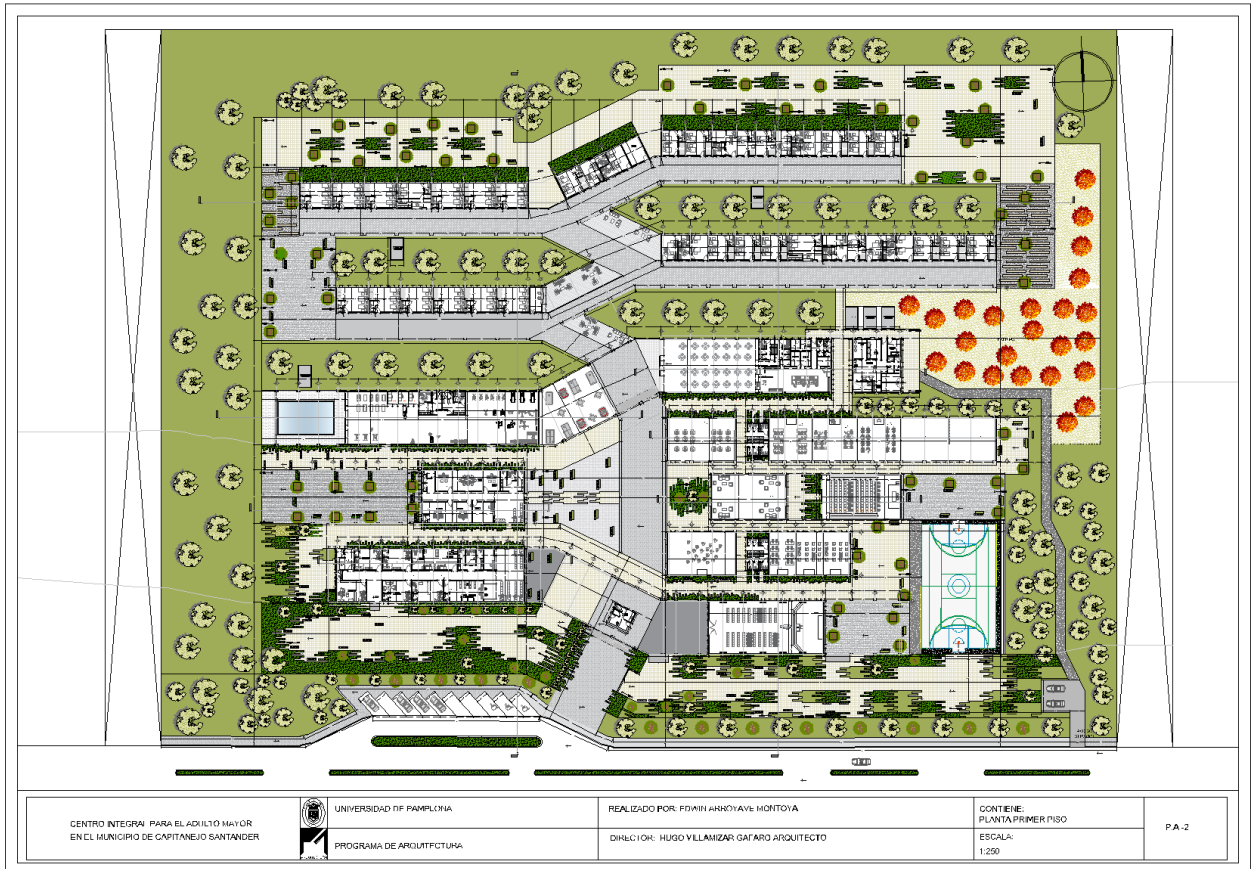 CENTRO INTEGRAL PARA EL ADULTO MAYOR
EN EL MUNICIPIO DE CAPITANEJO SANTANDER
UNIVERSIDAD DE PAMPLONA
PROGRAMA DE ARQUITECTURA
REALIZADO POR: EDWIN ARROYAVE MONTOYA
DIRECTOR: HUGO VILLAMIZAR GAFARO ARQUITECTO
CONTIENE:
PLANTA PRIMER PISO
ESCALA:
1:250
P.A -2